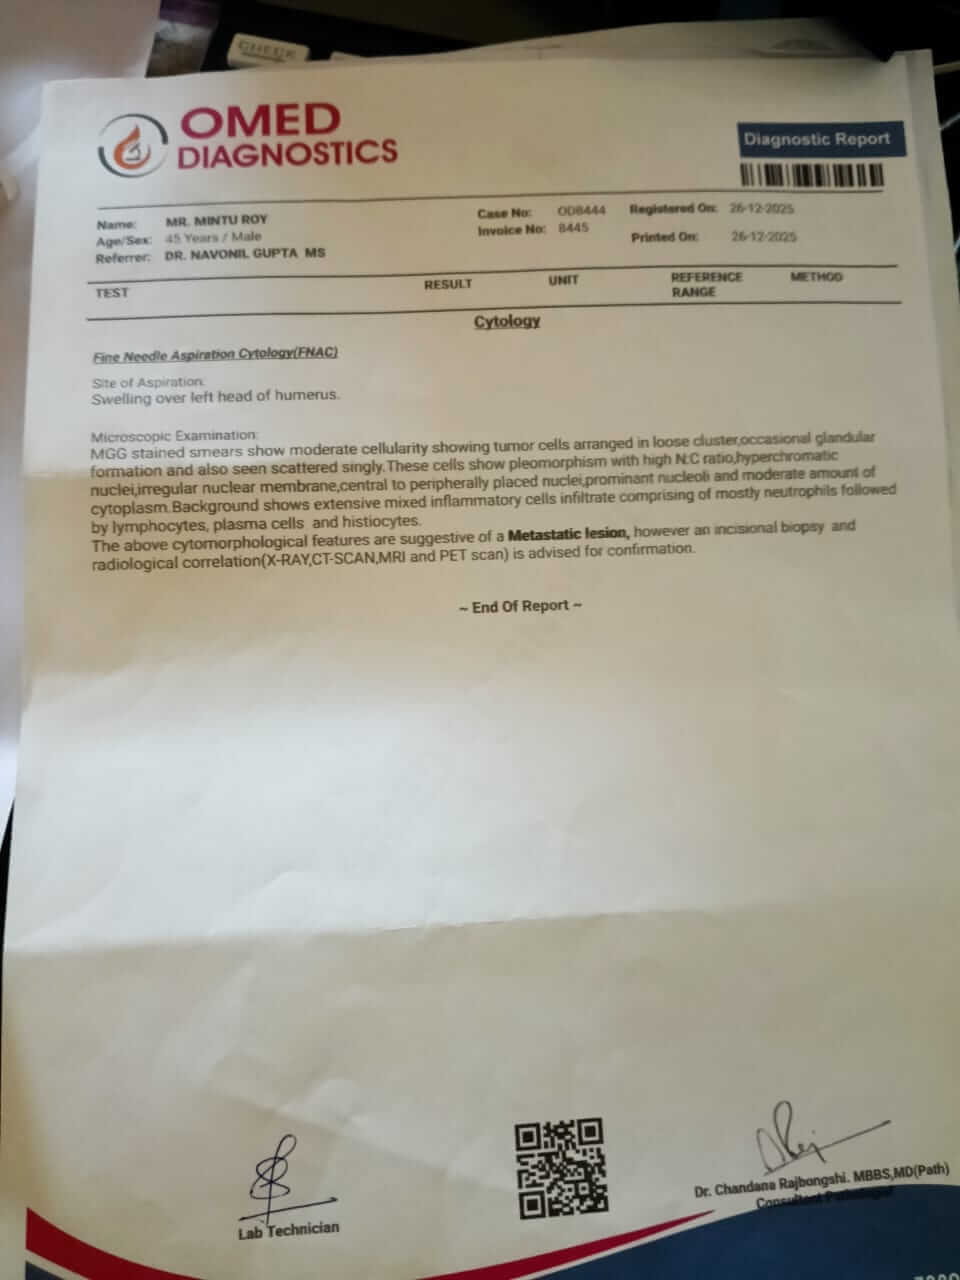 CHECK
OMED
DIAGNOSTICS
Diagnostic Report
Name: MR. MINTU ROY
Age/Sex: 45 Years / Male
Referrer: DR. NAVONIL GUPTA MS
Case No: OD8444
Invoice No: 8445
Registered On: 26-12-2025
Printed On: 26-12-2025
TEST RESULT UNIT REFERENCE RANGE METHOD
Cytology
Fine Needle Aspiration Cytology(FNAC)
Site of Aspiration:
Swelling over left head of humerus.
Microscopic Examination:
MGG stained smears show moderate cellularity showing tumor cells arranged in loose cluster,occasional glandular
formation and also seen scattered singly.These cells show pleomorphism with high N:C ratio,hyperchromatic
nuclei,irregular nuclear membrane,central to peripherally placed nuclei,prominant nucleoli and moderate amount of
cytoplasm.Background shows extensive mixed inflammatory cells infiltrate comprising of mostly neutrophils followed
by lymphocytes, plasma cells and histiocytes.
The above cytomorphological features are suggestive of a Metastatic lesion, however an incisional biopsy and
radiological correlation(X-RAY,CT-SCAN,MRI and PET scan) is advised for confirmation.
~ End Of Report ~
Lab Technician
Dr. Chandana Rajbongshi. MBBS,MD(Path)
Consultant Pathologist